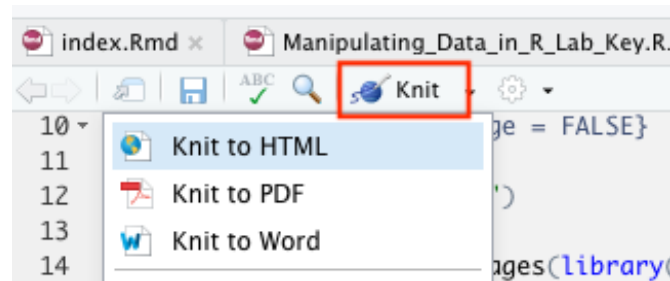 index.Rmd × Manipulating_Data_in_R_Lab_Key.R
ABC Knit
10 ge = FALSE}
11 Knit to HTML
12 Knit to PDF ')
13 Knit to Word
14 ages(library(